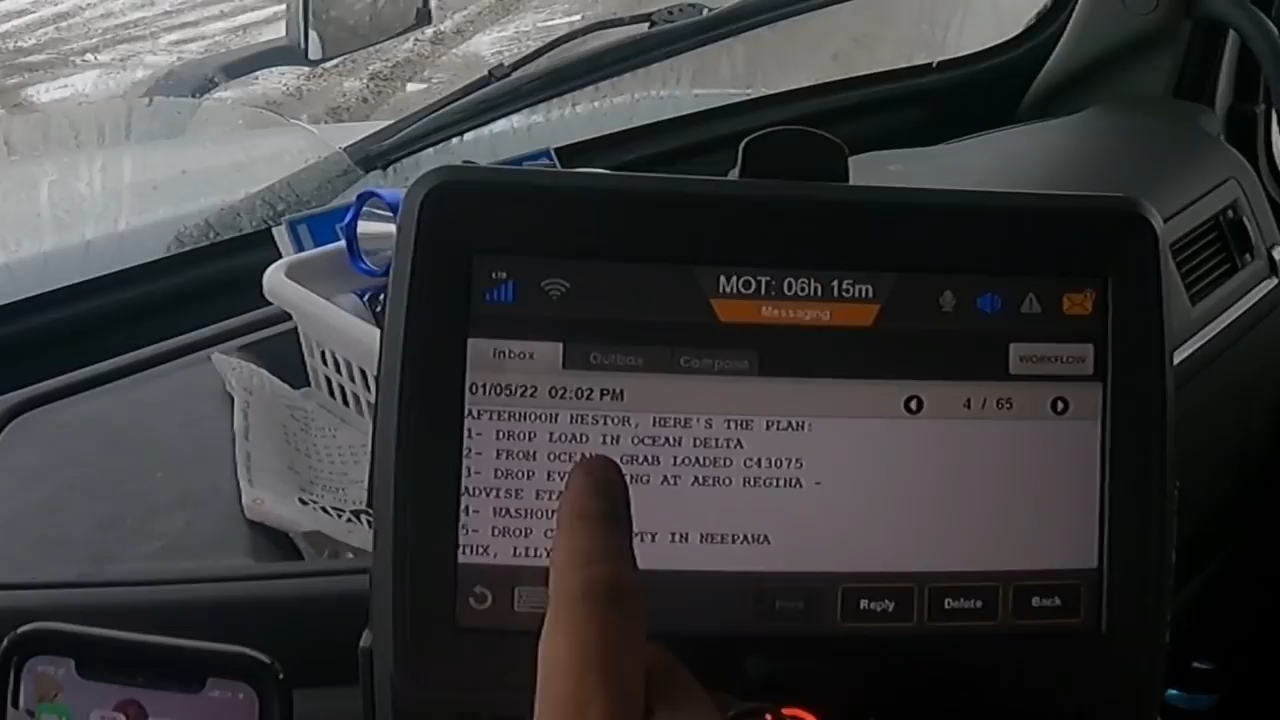 LTE
MOT: 06h 15m
Messaging
Inbox
Outbox
Compose
WORKFLOW
01/05/22 02:02 PM
4 / 65
AFTERNOON NESTOR, HERE'S THE PLAN:
1- DROP LOAD IN OCEAN DELTA
2- FROM OCEAN, GRAB LOADED C43075
3- DROP EV NG AT AERO REGINA -
ADVISE ETA
4- WASHOU
5- DROP C PTY IN NEEPAWA
THX, LILY
Reply
Delete
Back